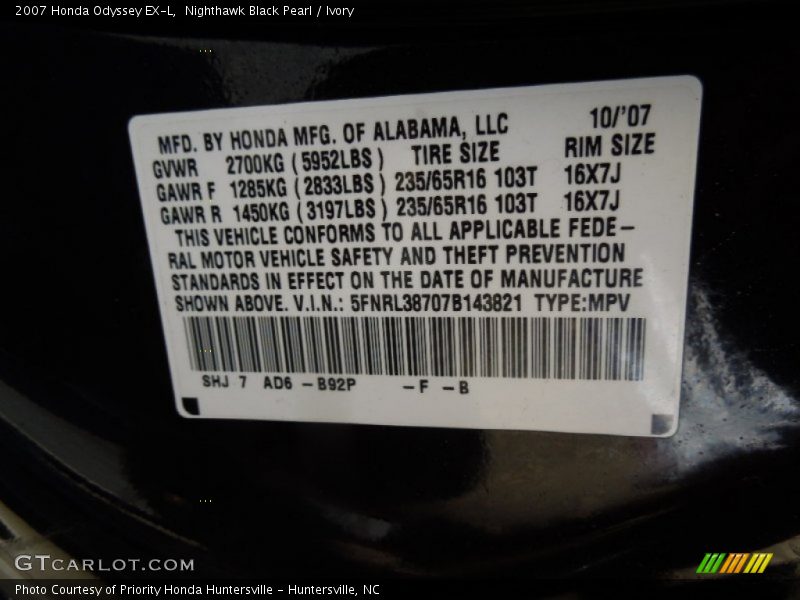 2007 Honda Odyssey EX-L,  Nighthawk Black Pearl / Ivory
10/'07
MFD. BY HONDA MFG. OF ALABAMA, LLC
GVWR 2700KG (5952LBS) TIRE SIZE RIM SIZE
GAWR F 1285KG (2833LBS) 235/65R16 103T 16X7J
GAWR R 1450KG (3197LBS) 235/65R16 103T 16X7J
THIS VEHICLE CONFORMS TO ALL APPLICABLE FEDE-
RAL MOTOR VEHICLE SAFETY AND THEFT PREVENTION
STANDARDS IN EFFECT ON THE DATE OF MANUFACTURE
SHOWN ABOVE. V.I.N.: 5FNRL38707B143821 TYPE:MPV
SHJ 7 AD6 -B92P -F -B
GTCARLOT.COM
Photo Courtesy of Priority Honda Huntersville - Huntersville, NC